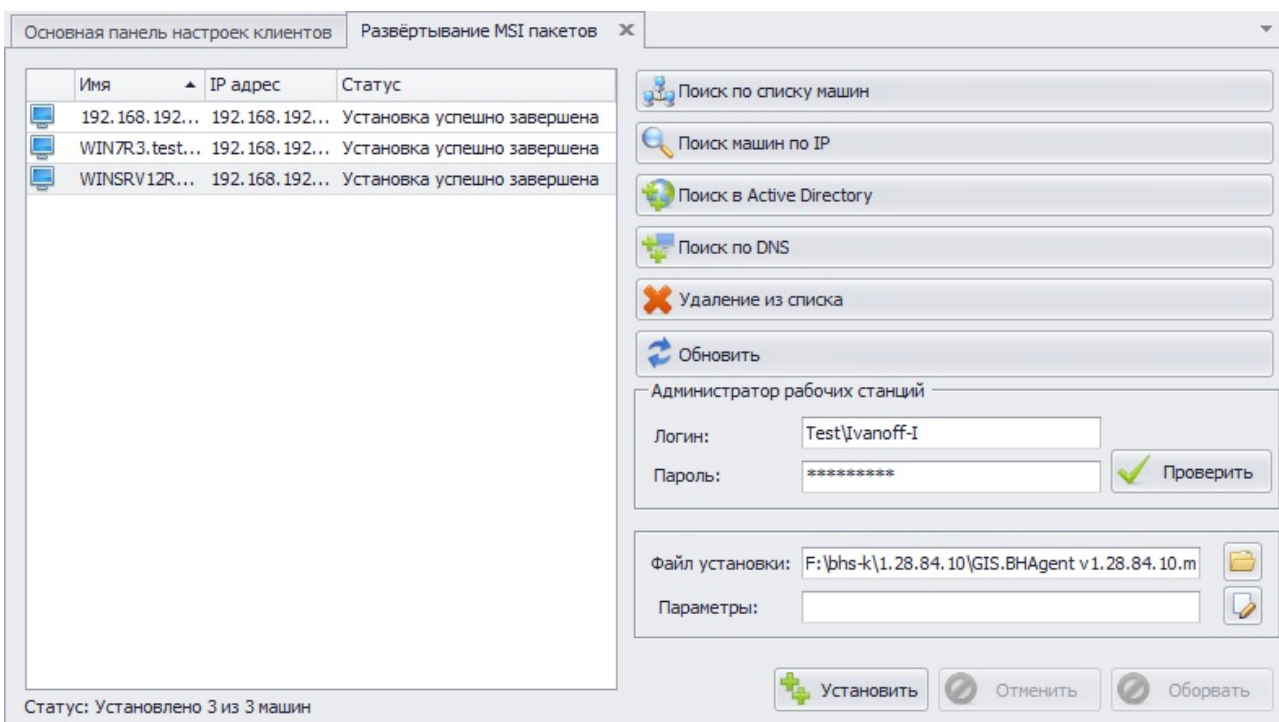 Основная панель настроек клиентов
Развёртывание MSI пакетов
Имя IP адрес Статус
192.168.192... 192.168.192... Установка успешно завершена
WIN7R3.test... 192.168.192... Установка успешно завершена
WINSRV12R... 192.168.192... Установка успешно завершена
Статус: Установлено 3 из 3 машин
Поиск по списку машин
Поиск машин по IP
Поиск в Active Directory
Поиск по DNS
Удаление из списка
Обновить
Администратор рабочих станций
Логин: Test\Ivanoff-I
Пароль: *********
Проверить
Файл установки: F:\bhs-k\1.28.84.10\GIS.BHAgent v1.28.84.10.m
Параметры:
Установить Отменить Оборвать